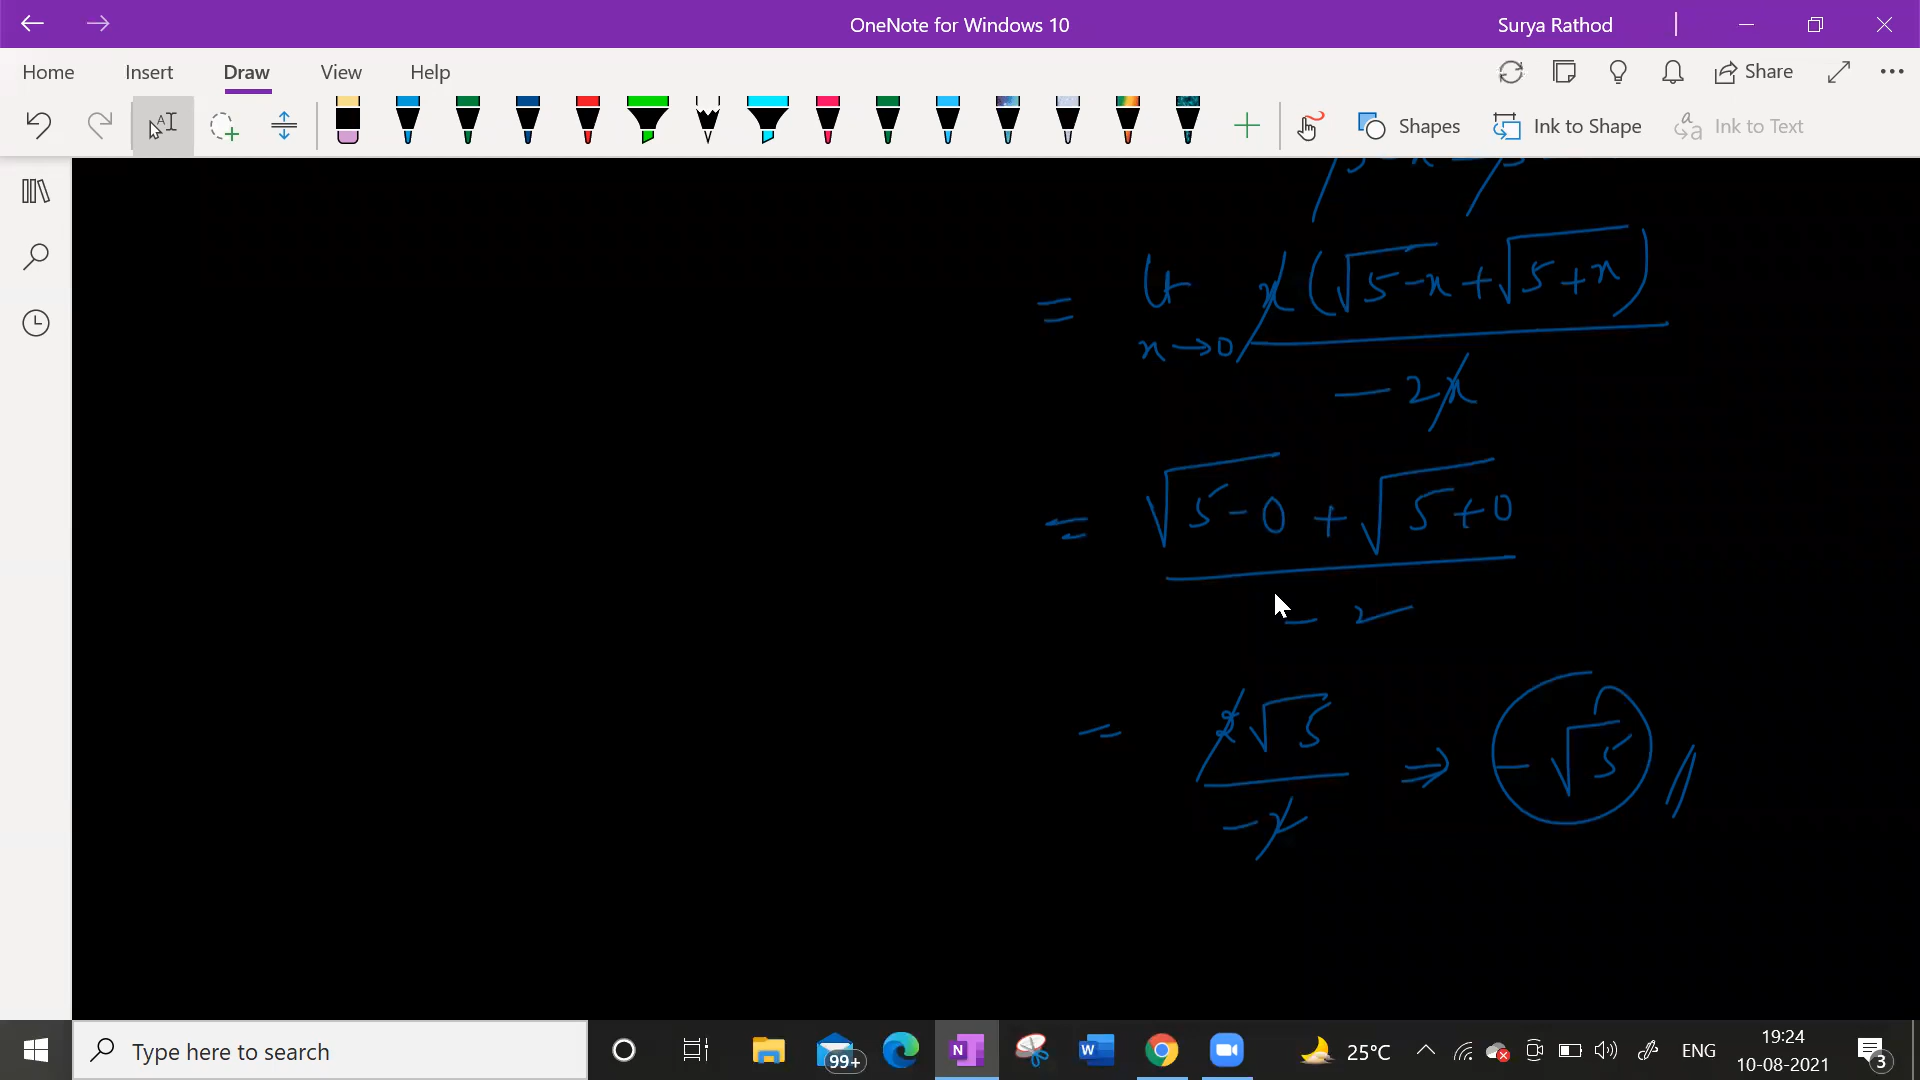 OneNote for Windows 10
Surya Rathod
Home Insert Draw View Help
Share
Shapes Ink to Shape Ink to Text
= lt x(√5-x + √5+x)
x→0
-2x
= √5-0 + √5+0
- 2
= 2√5 ⇒ -√5
-2
Type here to search
99+
25°C
ENG
19:24
10-08-2021
3